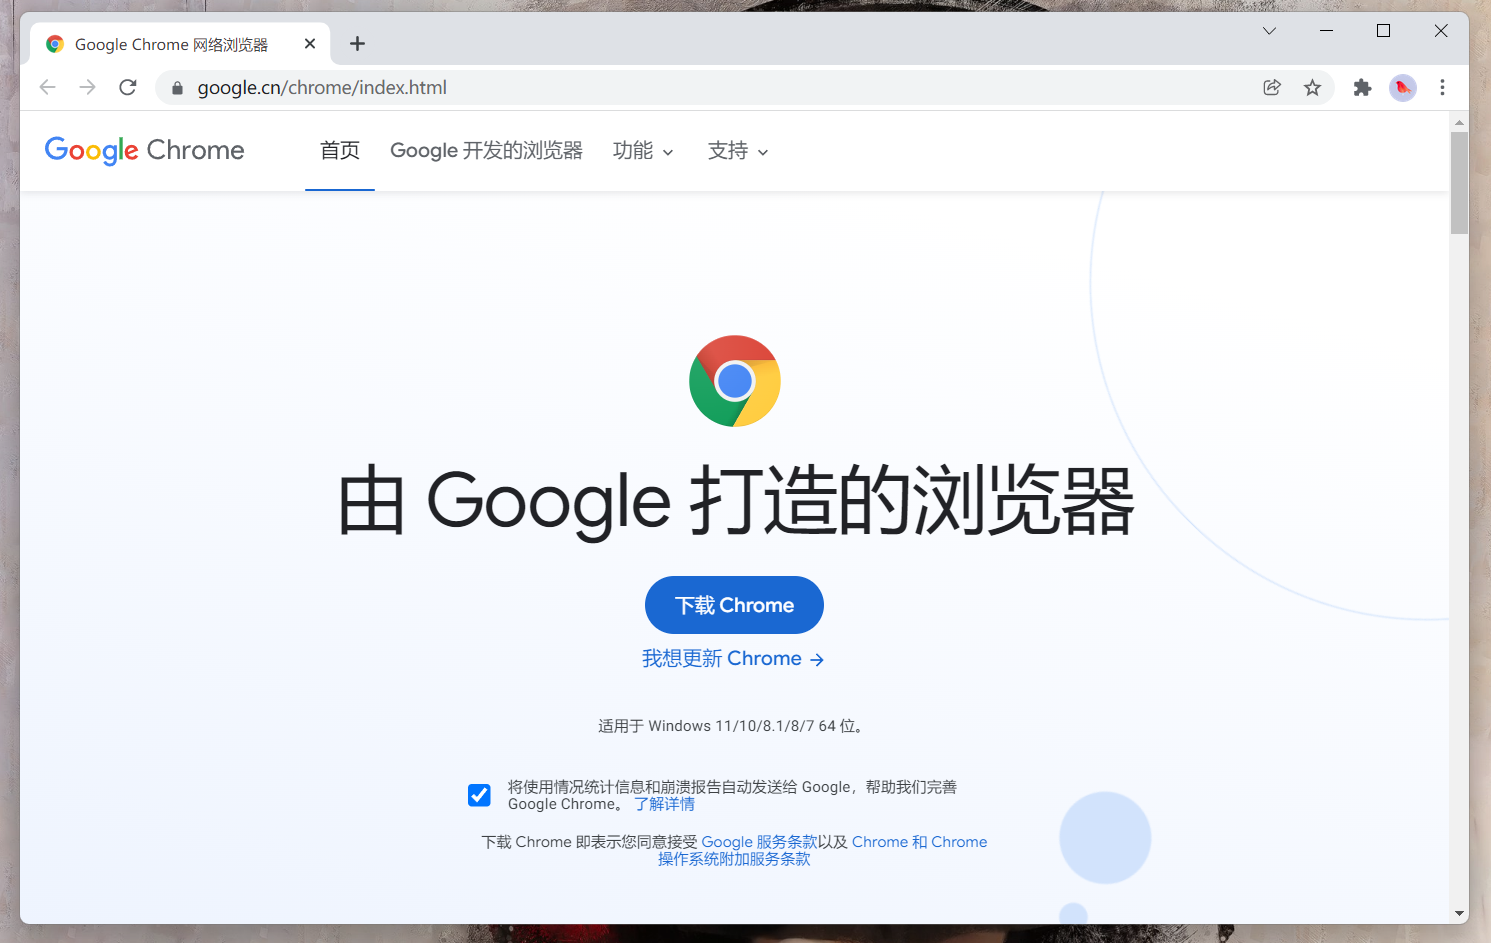 Google Chrome 网络浏览器
google.cn/chrome/index.html
Google Chrome 首页 Google 开发的浏览器 功能 支持
由 Google 打造的浏览器
下载 Chrome
我想更新 Chrome →
适用于 Windows 11/10/8.1/8/7 64 位。
将使用情况统计信息和崩溃报告自动发送给 Google，帮助我们完善
Google Chrome。 了解详情
下载 Chrome 即表示您同意接受 Google 服务条款以及 Chrome 和 Chrome
操作系统附加服务条款